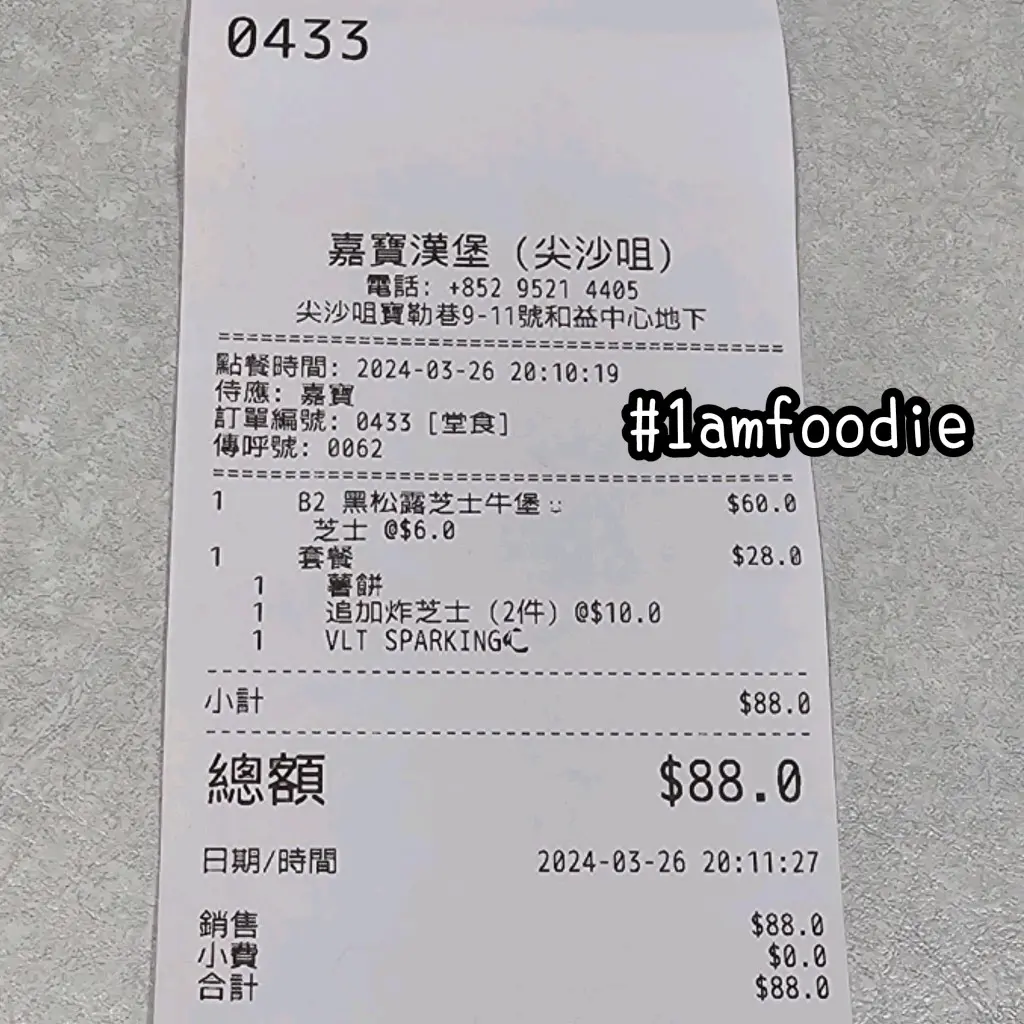 0433
嘉寶漢堡 (尖沙咀)
電話: +852 9521 4405
尖沙咀寶勒巷9-11號和益中心地下
點餐時間: 2024-03-26 20:10:19
侍應: 嘉寶
訂單編號: 0433 [堂食]
傳呼號: 0062
#1amfoodie
1 B2 黑松露芝士牛堡 $60.0
芝士 @$6.0
1 套餐 $28.0
1 薯餅
1 追加炸芝士 (2件) @$10.0
1 VLT SPARKING
小計 $88.0
總額 $88.0
日期/時間 2024-03-26 20:11:27
銷售 $88.0
小費 $0.0
合計 $88.0